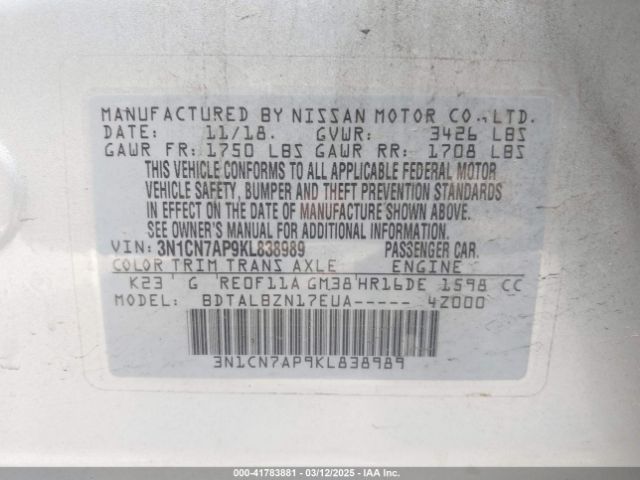 MANUFACTURED BY NISSAN MOTOR CO., LTD.
DATE: 11/18. GVWR: 3426 LBS
GAWR FR: 1750 LBS GAWR RR: 1708 LBS
THIS VEHICLE CONFORMS TO ALL APPLICABLE FEDERAL MOTOR
VEHICLE SAFETY, BUMPER AND THEFT PREVENTION STANDARDS
IN EFFECT ON THE DATE OF MANUFACTURE SHOWN ABOVE.
SEE OWNER'S MANUAL FOR ADDITIONAL INFORMATION.
VIN: 3N1CN7AP9KL838989 PASSENGER CAR.
COLOR TRIM TRANS AXLE ENGINE
K23 G RE0F11A GM38 HR16DE 1598 CC
MODEL: BDTALBZN17EUA----- 4Z000
3N1CN7AP9KL838989
000-41783881 | 03/12/2025 | IAA Inc.